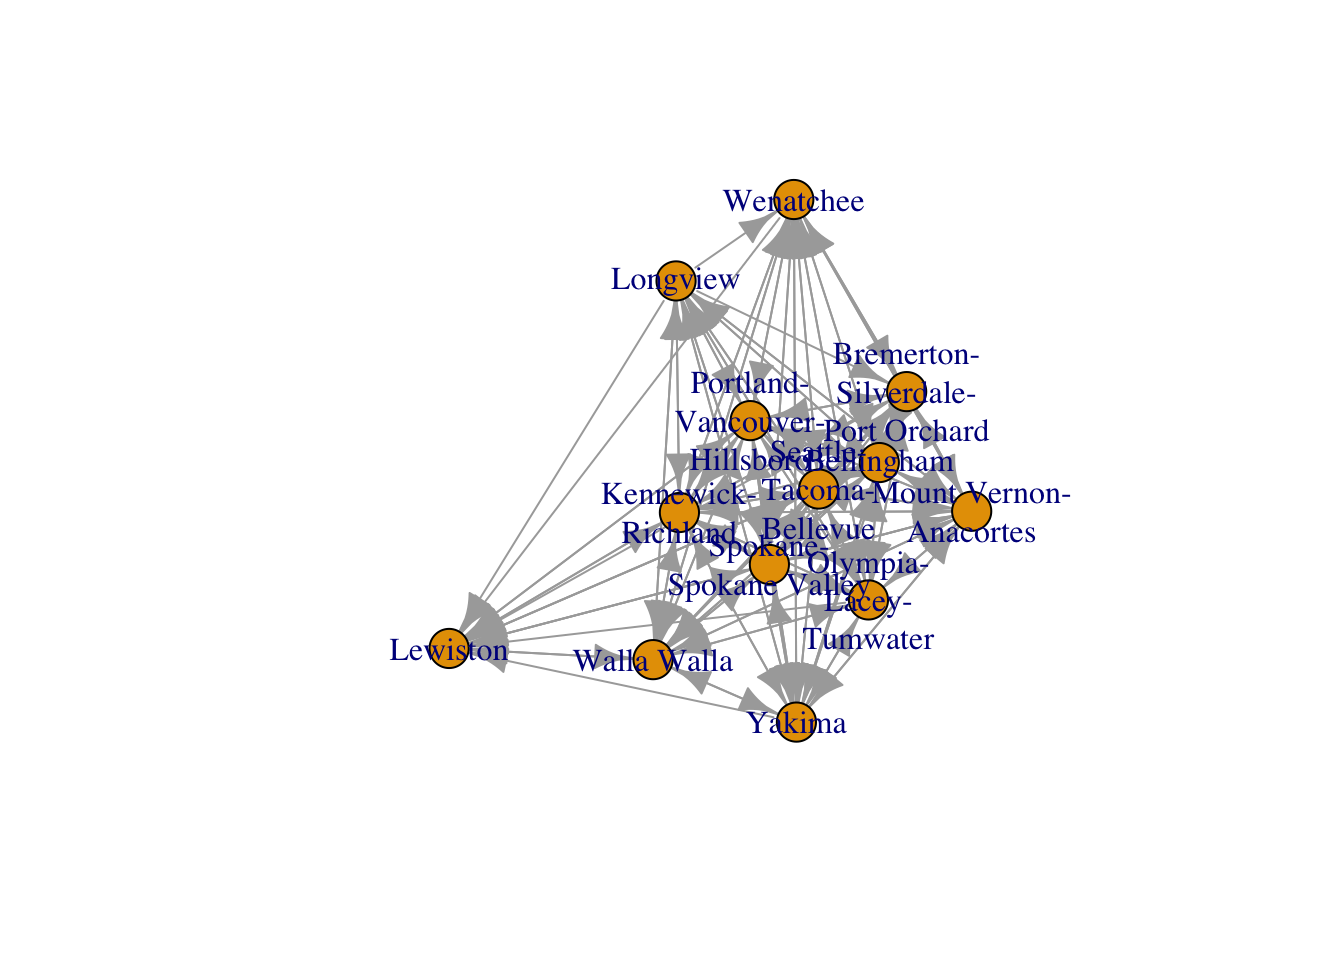 Wenatchee
Longview
Bremerton-
Silverdale-
Port Orchard
Portland-
Vancouver-
Hillsboro
Seattle-
Tacoma-
Bellevue
Bellingham
Kennewick-
Richland
Mount Vernon-
Anacortes
Spokane-
Spokane Valley
Olympia-
Lacey-
Tumwater
Lewiston
Walla Walla
Yakima